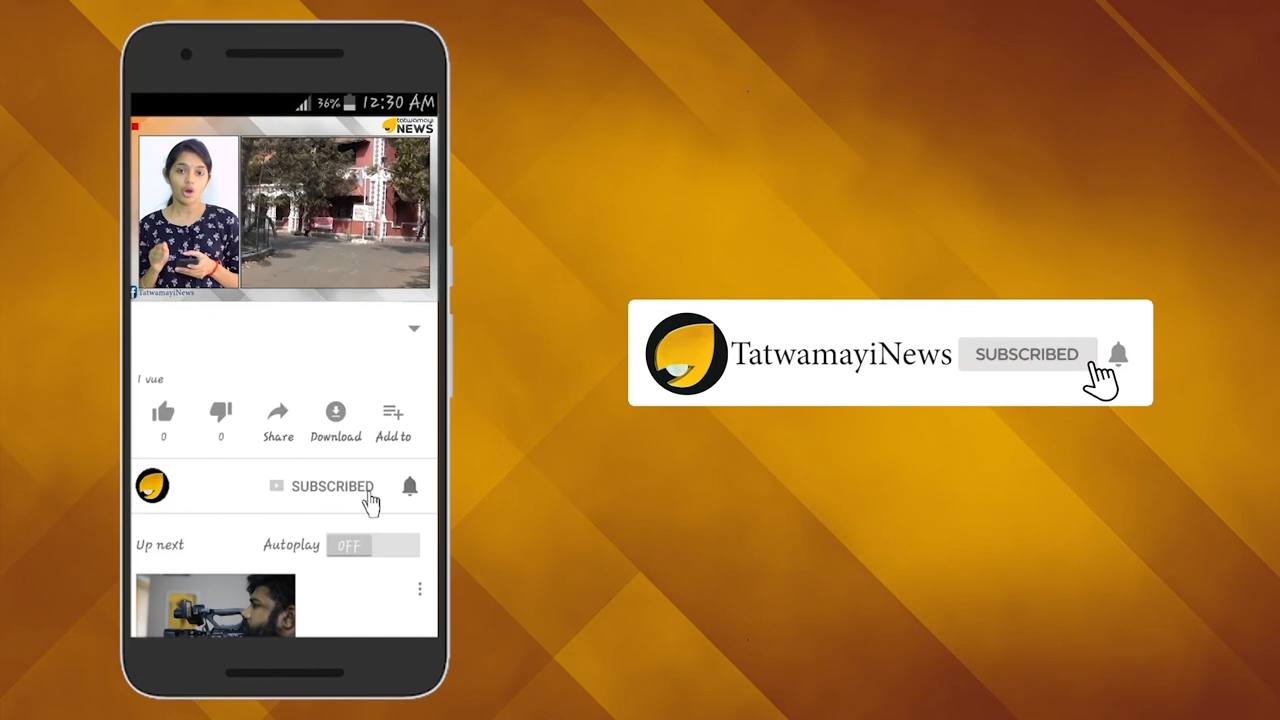 36% 12:30 AM
tatwamayi
NEWS
TatwamayiNews
1 vue
0 0 Share Download Add to
SUBSCRIBED
Up next Autoplay OFF
TatwamayiNews SUBSCRIBED